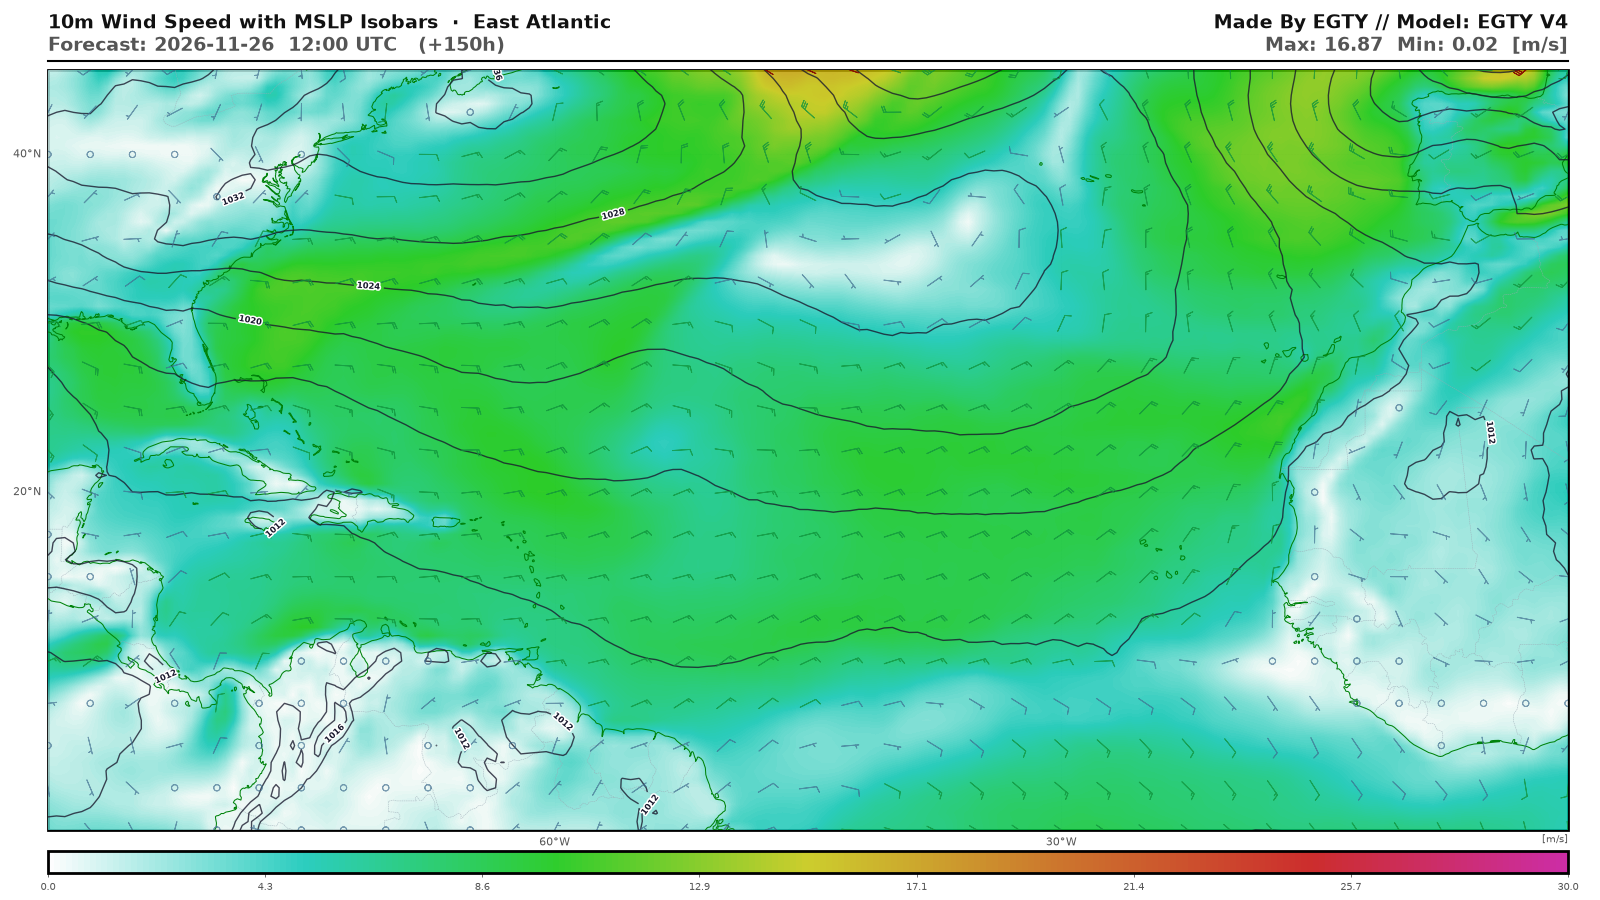 10m Wind Speed with MSLP Isobars · East Atlantic
Made By EGTY // Model: EGTY V4
Forecast: 2026-11-26 12:00 UTC (+150h)
Max: 16.87 Min: 0.02 [m/s]
36
40°N
1032
1028
1024
1020
1012
20°N
1012
1012
1016
1012
1012
1012
60°W
30°W
[m/s]
0.0
4.3
8.6
12.9
17.1
21.4
25.7
30.0